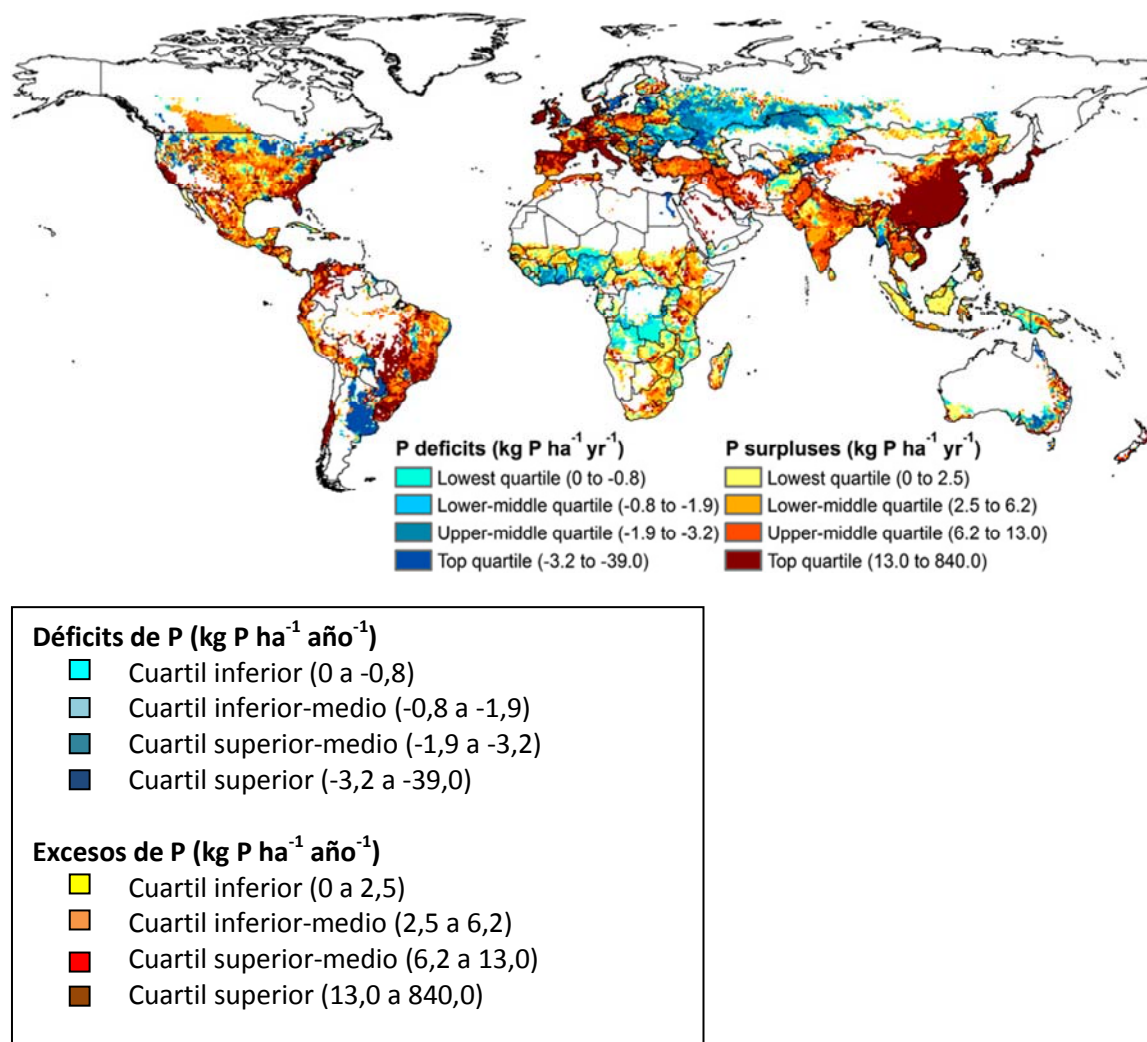 P deficits (kg P ha⁻¹ yr⁻¹)
Lowest quartile (0 to -0.8)
Lower-middle quartile (-0.8 to -1.9)
Upper-middle quartile (-1.9 to -3.2)
Top quartile (-3.2 to -39.0)
P surpluses (kg P ha⁻¹ yr⁻¹)
Lowest quartile (0 to 2.5)
Lower-middle quartile (2.5 to 6.2)
Upper-middle quartile (6.2 to 13.0)
Top quartile (13.0 to 840.0)
Déficits de P (kg P ha⁻¹ año⁻¹)
Cuartil inferior (0 a -0,8)
Cuartil inferior-medio (-0,8 a -1,9)
Cuartil superior-medio (-1,9 a -3,2)
Cuartil superior (-3,2 a -39,0)
Excesos de P (kg P ha⁻¹ año⁻¹)
Cuartil inferior (0 a 2,5)
Cuartil inferior-medio (2,5 a 6,2)
Cuartil superior-medio (6,2 a 13,0)
Cuartil superior (13,0 a 840,0)